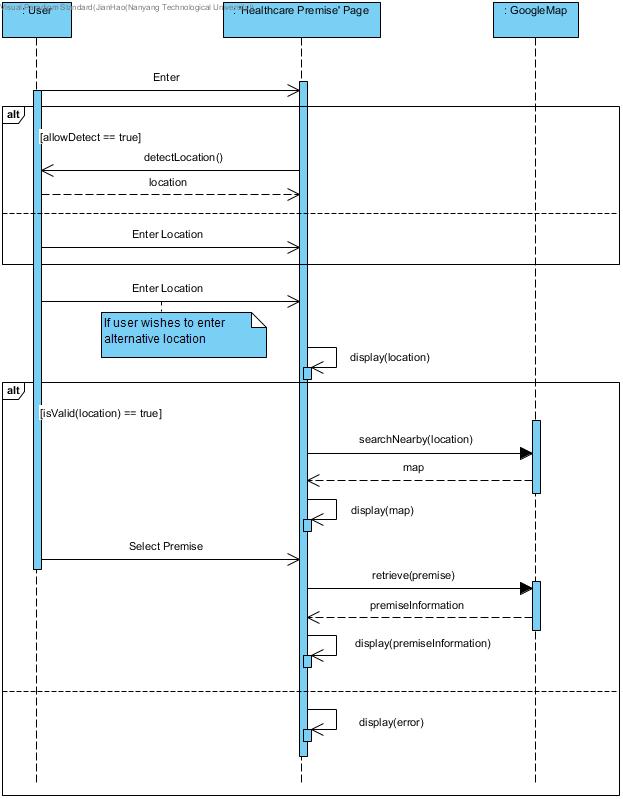 Visual Paradigm Standard(JianHao(Nanyang Technological University))
: User
: 'Healthcare Premise' Page
: GoogleMap
Enter
alt
[allowDetect == true]
detectLocation()
location
Enter Location
Enter Location
If user wishes to enter
alternative location
display(location)
alt
[isValid(location) == true]
searchNearby(location)
map
display(map)
Select Premise
retrieve(premise)
premiseInformation
display(premiseInformation)
display(error)